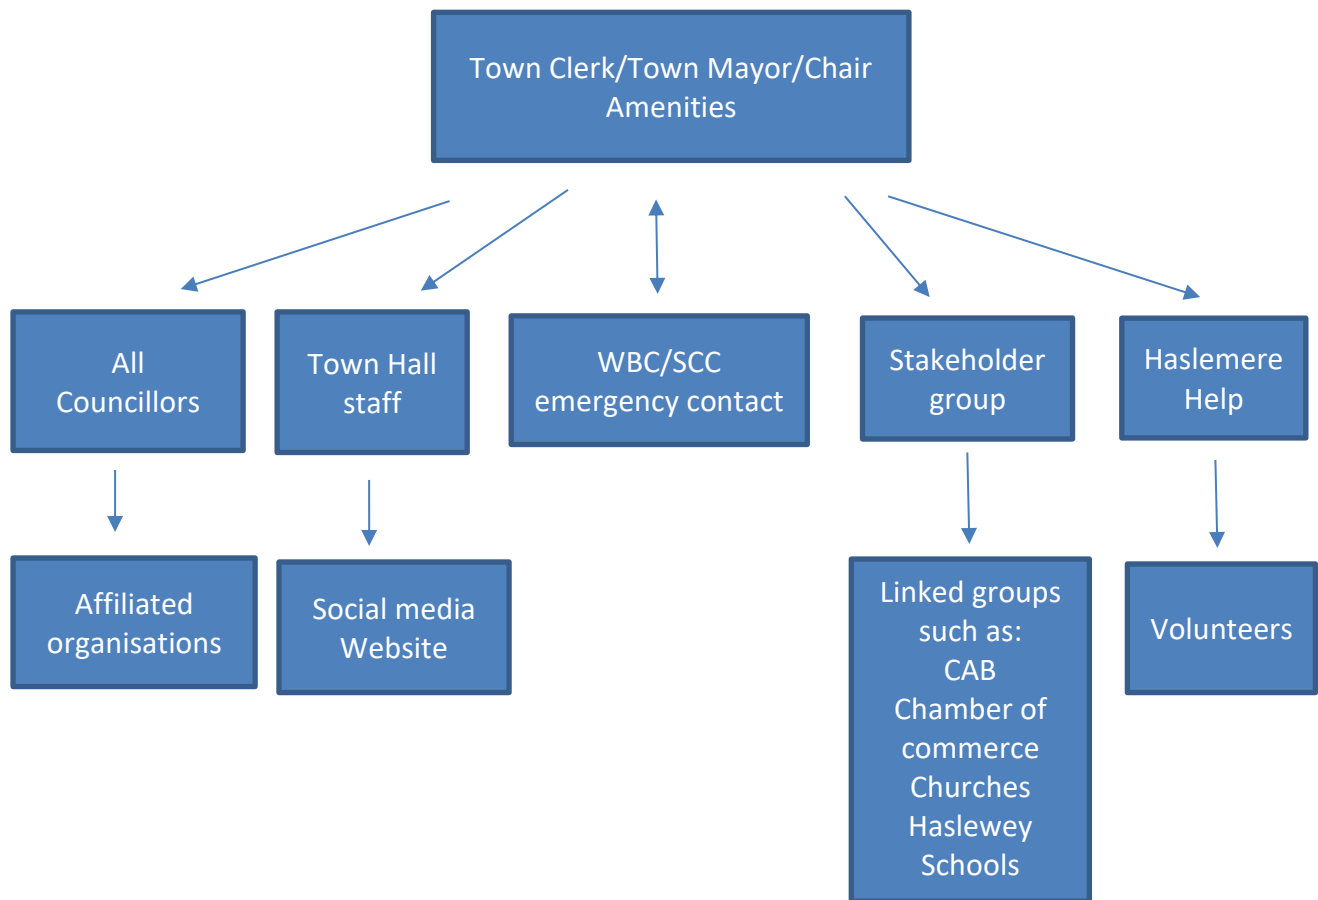 Town Clerk/Town Mayor/Chair
Amenities
All
Councillors
Town Hall
staff
WBC/SCC
emergency contact
Stakeholder
group
Haslemere
Help
Affiliated
organisations
Social media
Website
Linked groups
such as:
CAB
Chamber of
commerce
Churches
Haslewey
Schools
Volunteers